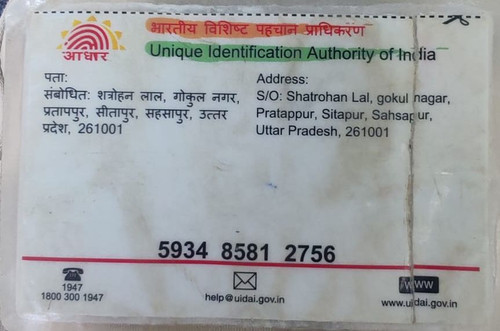 भारतीय विशिष्ट पहचान प्राधिकरण
Unique Identification Authority of India
आधार
पता:
संबोधित: शत्रोहन लाल, गोकुल नगर,
प्रतापपुर, सीतापुर, सहसापुर, उत्तर
प्रदेश, 261001
Address:
S/O: Shatrohan Lal, gokul nagar,
Pratappur, Sitapur, Sahsapur,
Uttar Pradesh, 261001
5934 8581 2756
1947
1800 300 1947
help@uidai.gov.in
www
www.uidai.gov.in